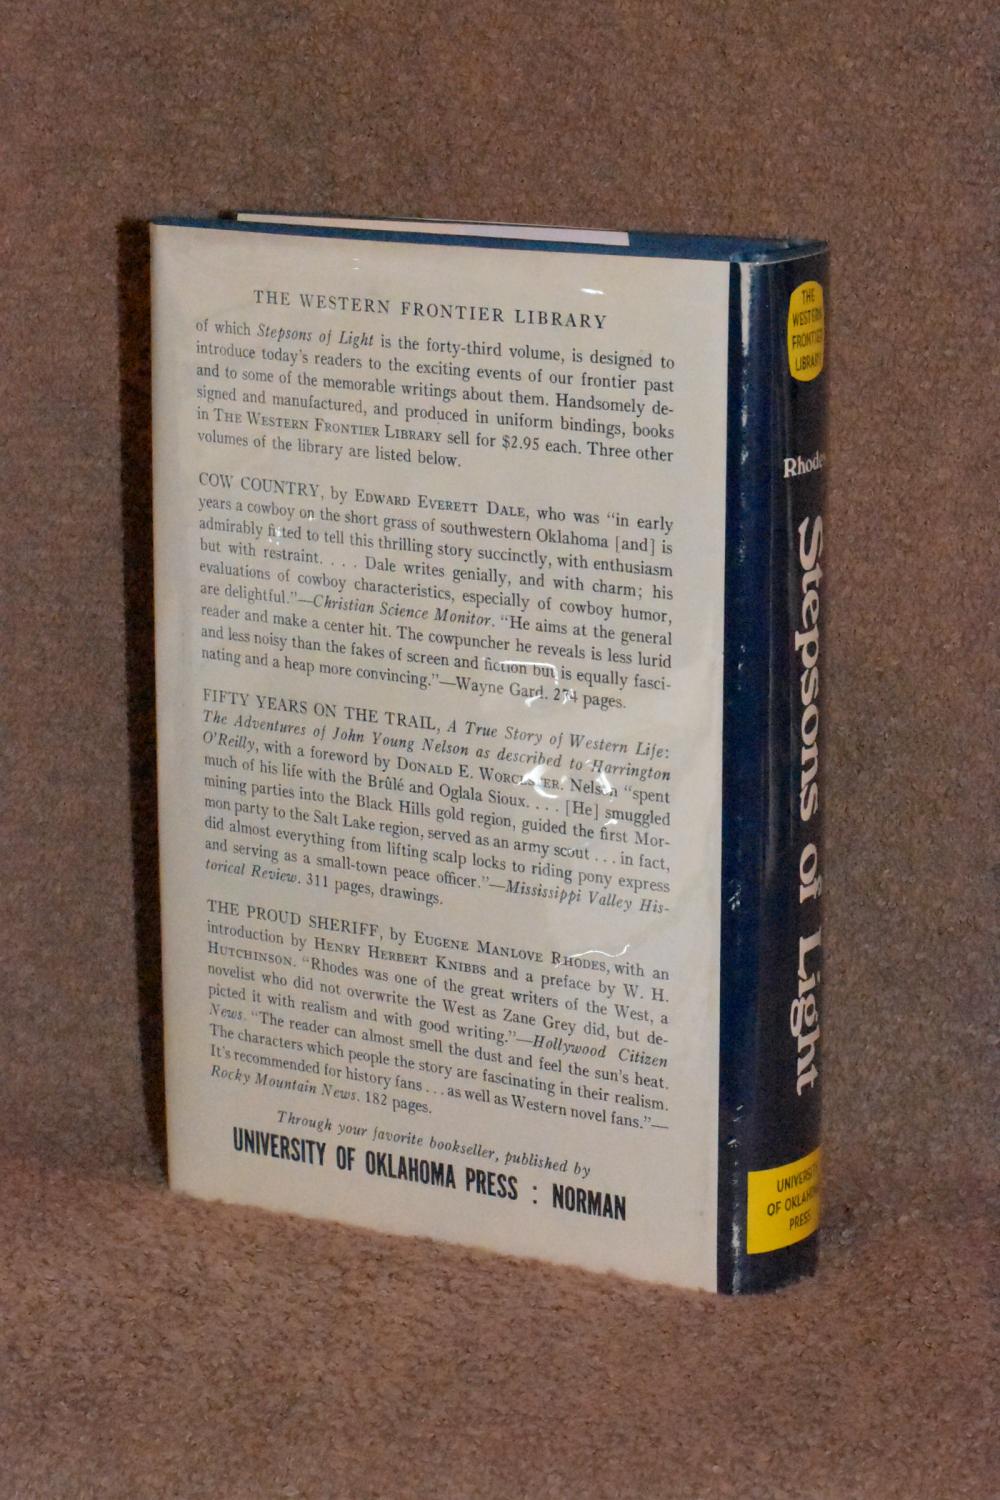 THE WESTERN FRONTIER LIBRARY
of which Stepsons of Light is the forty-third volume, is designed to
introduce today's readers to the exciting events of our frontier past
and to some of the memorable writings about them. Handsomely de-
signed and manufactured, and produced in uniform bindings, books
in THE WESTERN FRONTIER LIBRARY sell for $2.95 each. Three other
volumes of the library are listed below.
COW COUNTRY, by EDWARD EVERETT DALE, who was "in early
years a cowboy on the short grass of southwestern Oklahoma [and] is
admirably fitted to tell this thrilling story succinctly, with enthusiasm
but with restraint. . . . Dale writes genially, and with charm; his
evaluations of cowboy characteristics, especially of cowboy humor,
are delightful."—Christian Science Monitor. "He aims at the general
reader and make a center hit. The cowpuncher he reveals is less lurid
and less noisy than the fakes of screen and fiction but is equally fasci-
nating and a heap more convincing."—Wayne Gard. 274 pages.
FIFTY YEARS ON THE TRAIL, A True Story of Western Life:
The Adventures of John Young Nelson as described to Harrington
O'Reilly, with a foreword by DONALD E. WORCESTER. Nelson "spent
much of his life with the Brûlé and Oglala Sioux. . . . [He] smuggled
mining parties into the Black Hills gold region, guided the first Mor-
mon party to the Salt Lake region, served as an army scout . . . in fact,
did almost everything from lifting scalp locks to riding pony express
and serving as a small-town peace officer."—Mississippi Valley His-
torical Review. 311 pages, drawings.
THE PROUD SHERIFF, by EUGENE MANLOVE RHODES, with an
introduction by HENRY HERBERT KNIBBS and a preface by W. H.
HUTCHINSON. "Rhodes was one of the great writers of the West, a
novelist who did not overwrite the West as Zane Grey did, but de-
picted it with realism and with good writing."—Hollywood Citizen
News. "The reader can almost smell the dust and feel the sun's heat.
The characters which people the story are fascinating in their realism.
It's recommended for history fans . . . as well as Western novel fans."—
Rocky Mountain News. 182 pages.
Through your favorite bookseller, published by
UNIVERSITY OF OKLAHOMA PRESS : NORMAN
THE
WESTERN
FRONTIER
LIBRARY
Rhodes
Stepsons of Light
UNIVERSITY
OF OKLAHOMA
PRESS